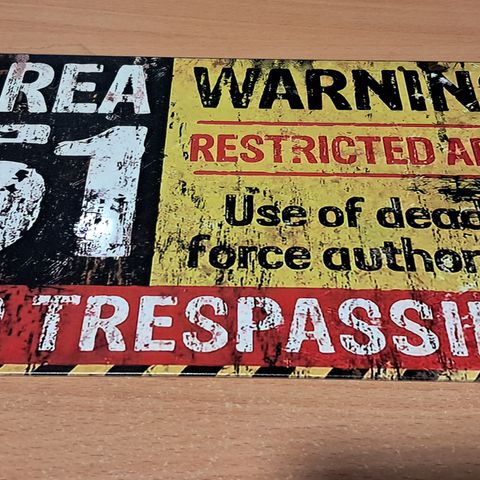 REA
51
WARNIN
RESTRICTED A
Use of dead
force author
TRESPASSI